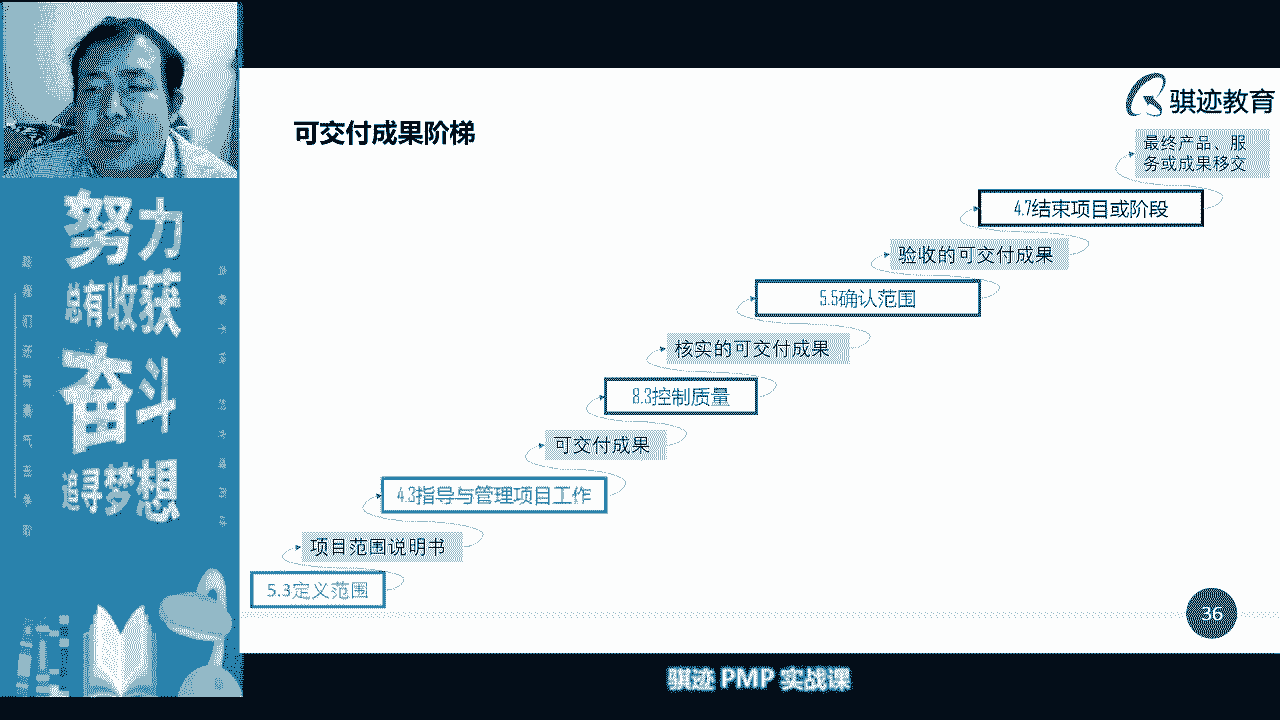 骐迹教育
可交付成果阶梯
最终产品、服
务或成果移交
4.7结束项目或阶段
验收的可交付成果
5.5确认范围
核实的可交付成果
8.3控制质量
可交付成果
4.3指导与管理项目工作
项目范围说明书
5.3定义范围
36
努力
总有收获
奋斗
追寻梦想
骐迹 PMP 实战课